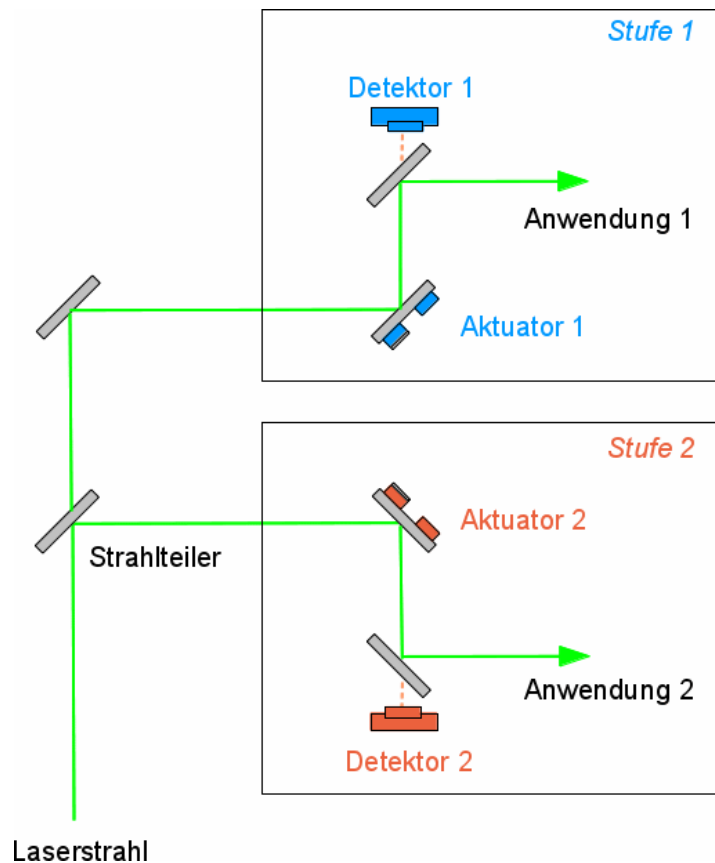 Stufe 1
Detektor 1
Anwendung 1
Aktuator 1
Stufe 2
Aktuator 2
Strahlteiler
Anwendung 2
Detektor 2
Laserstrahl